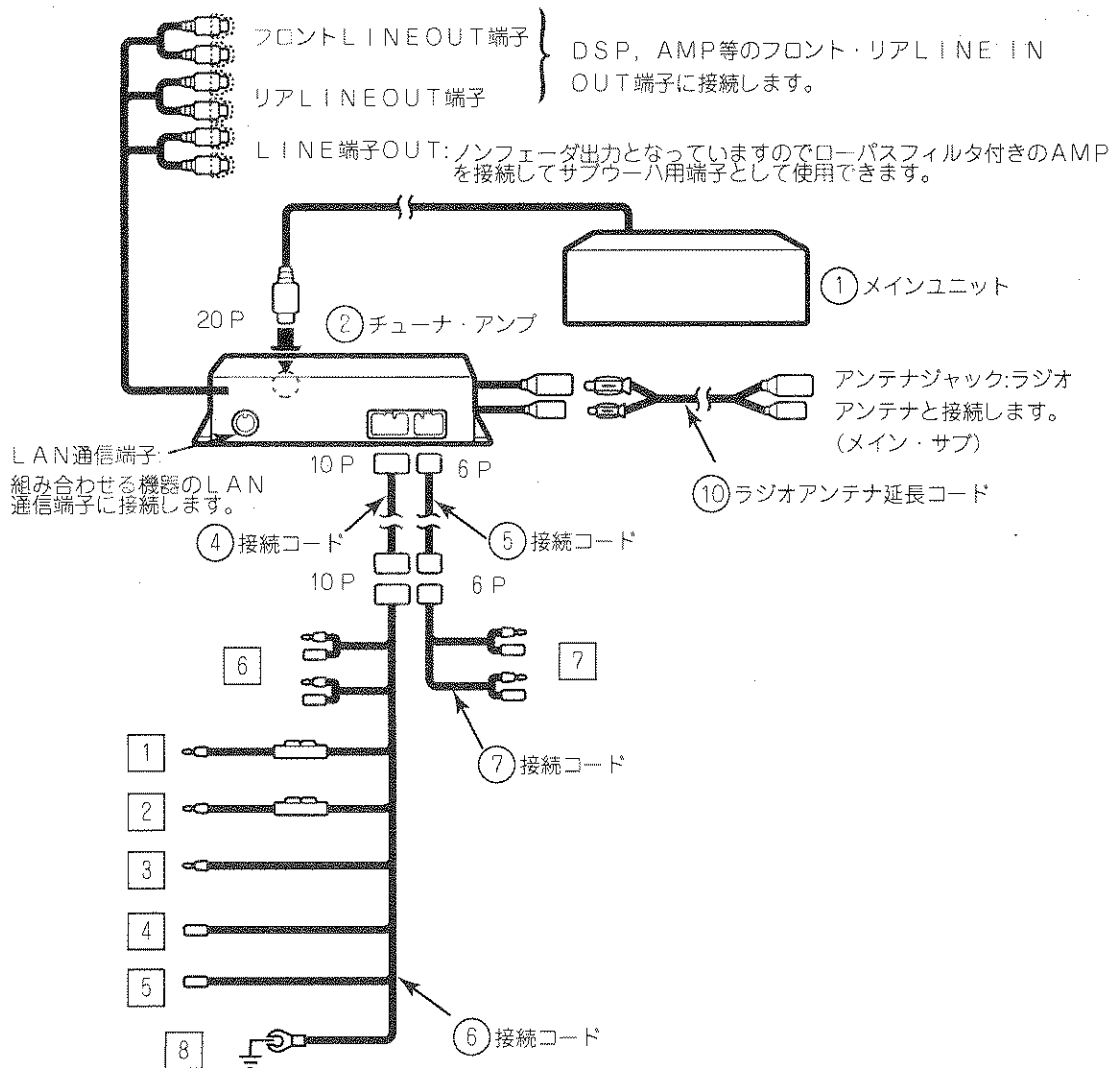 フロントLINEOUT端子
リアLINEOUT端子
DSP, AMP等のフロント・リアLINE IN
OUT端子に接続します。
LINE端子OUT:ノンフェーダ出力となっていますのでローパスフィルタ付きのAMP
を接続してサブウーハ用端子として使用できます。
①メインユニット
20P
②チューナ・アンプ
アンテナジャック:ラジオ
アンテナと接続します。
(メイン・サブ)
⑩ラジオアンテナ延長コード
LAN通信端子:
組み合わせる機器のLAN
通信端子に接続します。
10P
6P
④接続コード
⑤接続コード
10P
6P
6
7
⑦接続コード
1
2
3
4
5
⑥接続コード
8